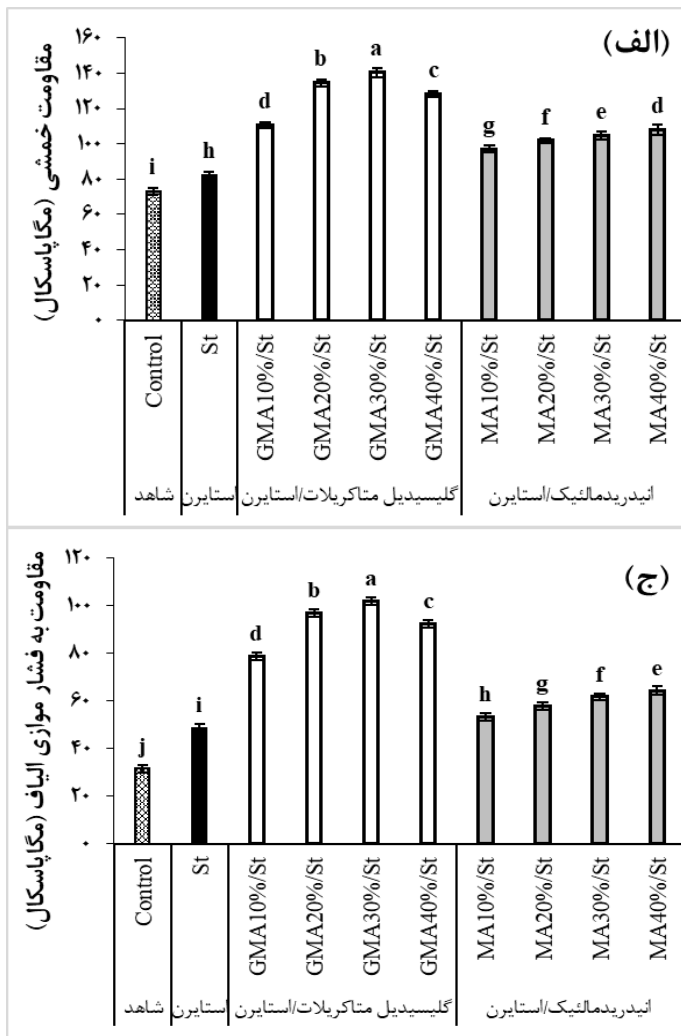 (الف)
مقاومت خمشی (مگاپاسکال)
۱۶۰
۱۴۰
۱۲۰
۱۰۰
۸۰
۶۰
۴۰
۲۰
۰
i
h
d
b
a
c
g
f
e
d
Control
St
GMA10%/St
GMA20%/St
GMA30%/St
GMA40%/St
MA10%/St
MA20%/St
MA30%/St
MA40%/St
شاهد
استایرن
گلیسیدیل متاکریلات/استایرن
انیدریدمالئیک/استایرن
(ج)
مقاومت به فشار موازی الیاف (مگاپاسکال)
۱۲۰
۱۰۰
۸۰
۶۰
۴۰
۲۰
۰
j
i
d
b
a
c
h
g
f
e
Control
St
GMA10%/St
GMA20%/St
GMA30%/St
GMA40%/St
MA10%/St
MA20%/St
MA30%/St
MA40%/St
شاهد
استایرن
گلیسیدیل متاکریلات/استایرن
انیدریدمالئیک/استایرن